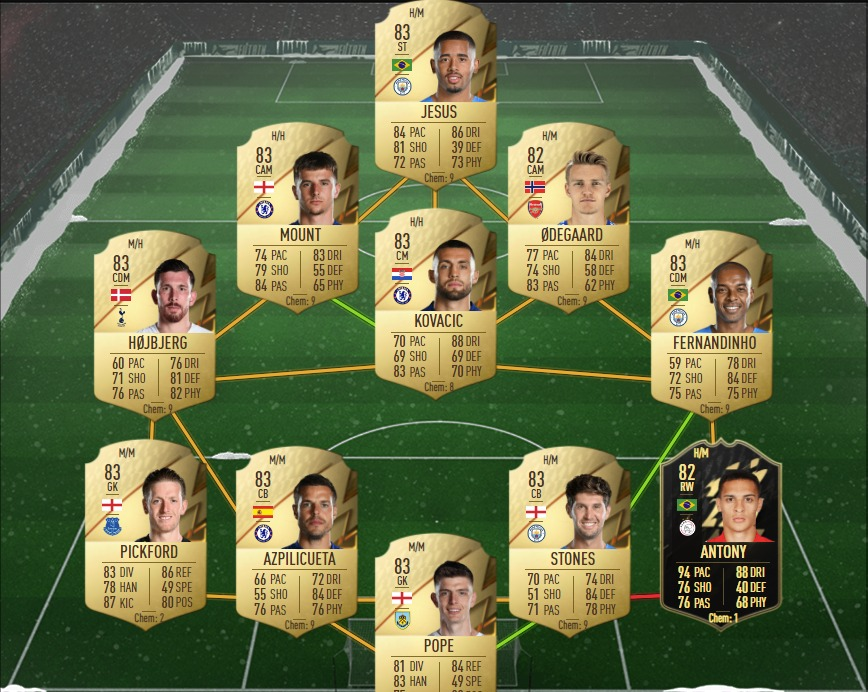 H/M
83
ST
JESUS
84 PAC 86 DRI
81 SHO 39 DEF
72 PAS 73 PHY
Chem: 9
H/H
83
CAM
MOUNT
74 PAC 83 DRI
79 SHO 55 DEF
84 PAS 65 PHY
Chem: 9
H/M
82
CAM
ØDEGAARD
77 PAC 84 DRI
74 SHO 58 DEF
83 PAS 62 PHY
Chem: 9
H/H
83
CM
KOVACIC
70 PAC 88 DRI
69 SHO 69 DEF
83 PAS 70 PHY
Chem: 8
M/H
83
CDM
HØJBJERG
60 PAC 76 DRI
71 SHO 81 DEF
76 PAS 82 PHY
Chem: 9
M/H
83
CDM
FERNANDINHO
59 PAC 78 DRI
72 SHO 84 DEF
75 PAS 75 PHY
Chem: 9
M/M
83
GK
PICKFORD
83 DIV 86 REF
78 HAN 49 SPE
87 KIC 80 POS
Chem: 2
M/M
83
CB
AZPILICUETA
66 PAC 72 DRI
55 SHO 84 DEF
76 PAS 76 PHY
Chem: 9
H/M
83
CB
STONES
70 PAC 74 DRI
51 SHO 84 DEF
71 PAS 78 PHY
Chem: 9
H/M
82
RW
ANTONY
94 PAC 88 DRI
76 SHO 40 DEF
76 PAS 68 PHY
Chem: 1
M/M
83
GK
POPE
81 DIV 84 REF
83 HAN 49 SPE